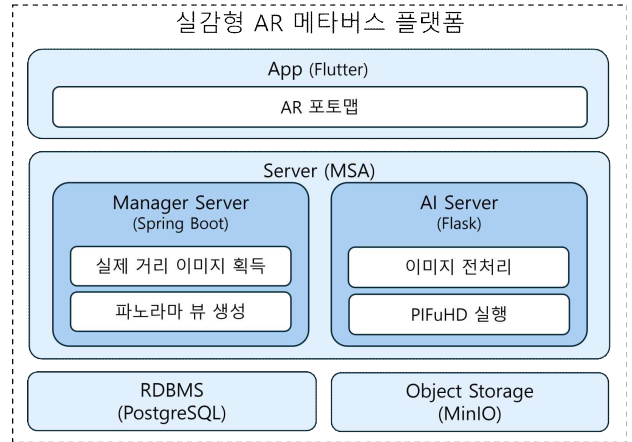 실감형 AR 메타버스 플랫폼
App (Flutter)
AR 포토맵
Server (MSA)
Manager Server
(Spring Boot)
실제 거리 이미지 획득
파노라마 뷰 생성
AI Server
(Flask)
이미지 전처리
PIFuHD 실행
RDBMS
(PostgreSQL)
Object Storage
(MinIO)